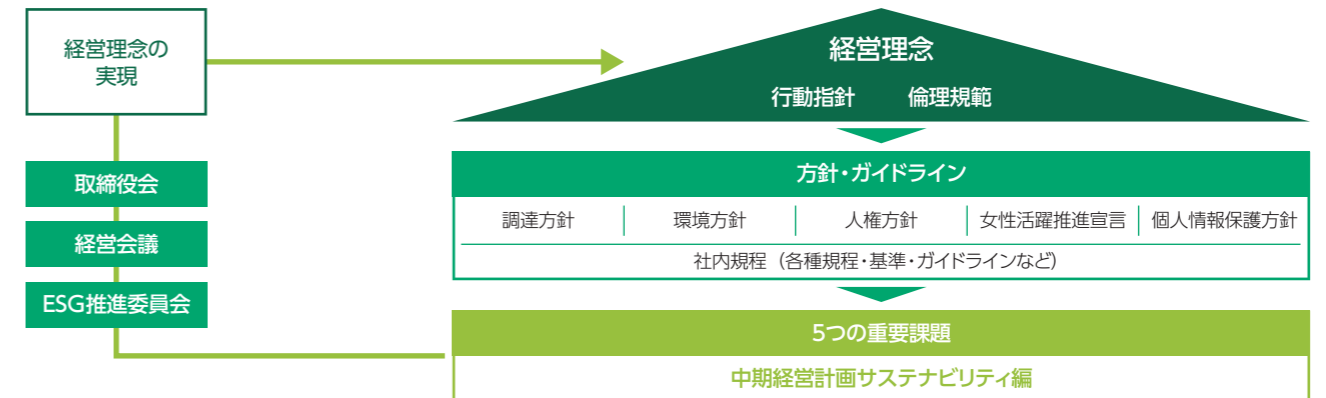 経営理念の
実現
取締役会
経営会議
ESG推進委員会
経営理念
行動指針 倫理規範
方針・ガイドライン
調達方針 環境方針 人権方針 女性活躍推進宣言 個人情報保護方針
社内規程（各種規程・基準・ガイドラインなど）
5つの重要課題
中期経営計画サステナビリティ編